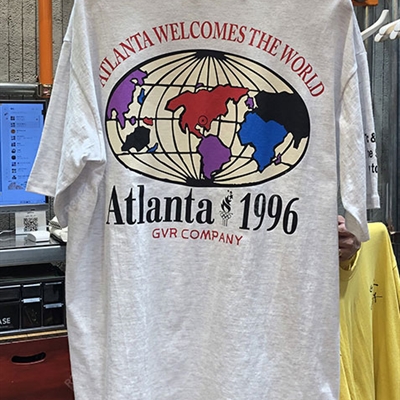 ATLANTA WELCOMES THE WORLD
Atlanta 1996
GVR COMPANY